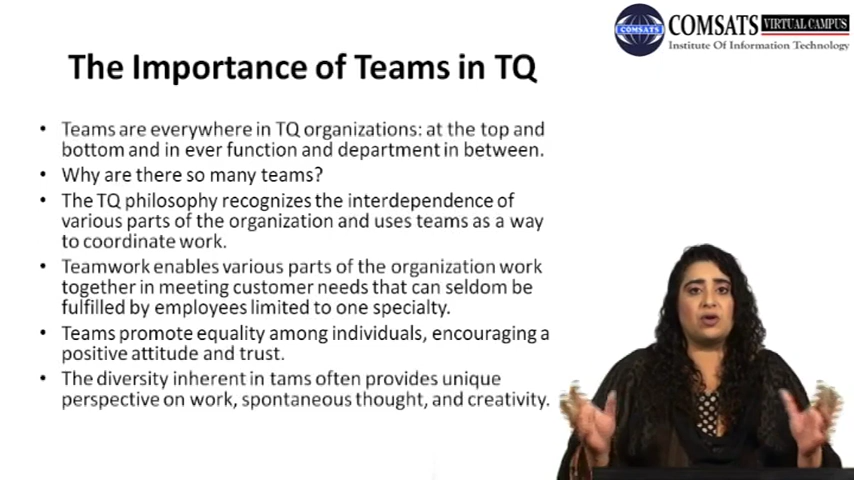 COMSATS
COMSATS VIRTUAL CAMPUS
Institute Of Information Technology
The Importance of Teams in TQ
• Teams are everywhere in TQ organizations: at the top and
bottom and in ever function and department in between.
• Why are there so many teams?
• The TQ philosophy recognizes the interdependence of
various parts of the organization and uses teams as a way
to coordinate work.
• Teamwork enables various parts of the organization work
together in meeting customer needs that can seldom be
fulfilled by employees limited to one specialty.
• Teams promote equality among individuals, encouraging a
positive attitude and trust.
• The diversity inherent in tams often provides unique
perspective on work, spontaneous thought, and creativity.